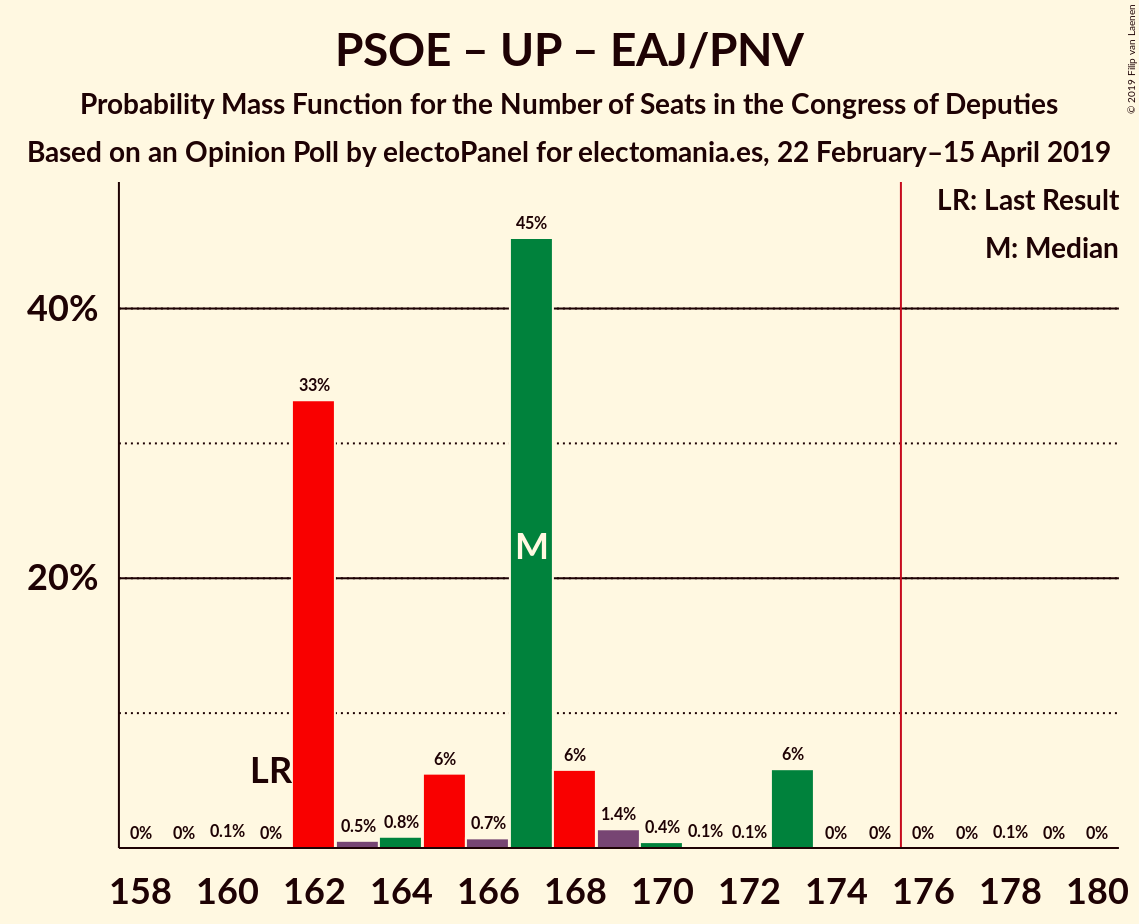 PSOE – UP – EAJ/PNV
Probability Mass Function for the Number of Seats in the Congress of Deputies
Based on an Opinion Poll by electoPanel for electomania.es, 22 February–15 April 2019
© 2019 Filip van Laenen
LR: Last Result
M: Median
40%
20%
LR
M
0% 0% 0.1% 0% 33% 0.5% 0.8% 6% 0.7% 45% 6% 1.4% 0.4% 0.1% 0.1% 6% 0% 0% 0% 0% 0.1% 0% 0%
158 160 162 164 166 168 170 172 174 176 178 180